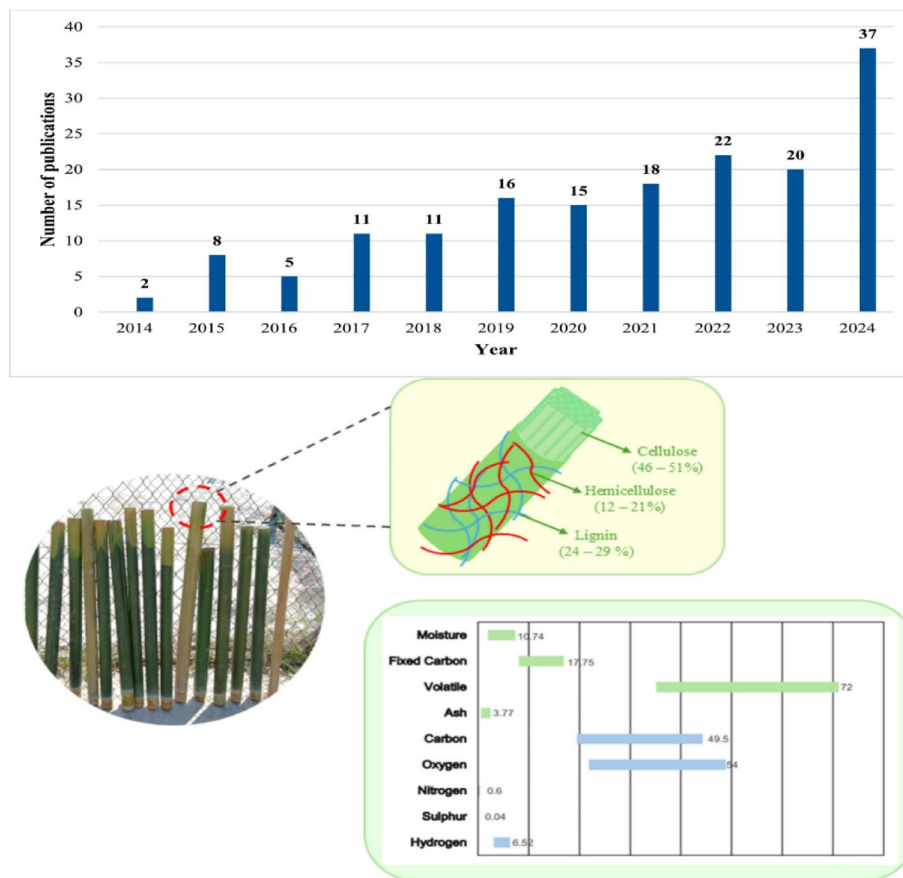 40
35
30
25
20
15
10
5
0
Number of publications
2
8
5
11
11
16
15
18
22
20
37
2014 2015 2016 2017 2018 2019 2020 2021 2022 2023 2024
Year
Cellulose
(46 – 51%)
Hemicellulose
(12 – 21%)
Lignin
(24 – 29 %)
Moisture 10.74
Fixed Carbon 17.75
Volatile 72
Ash 3.77
Carbon 49.5
Oxygen 54
Nitrogen 0.6
Sulphur 0.04
Hydrogen 6.52